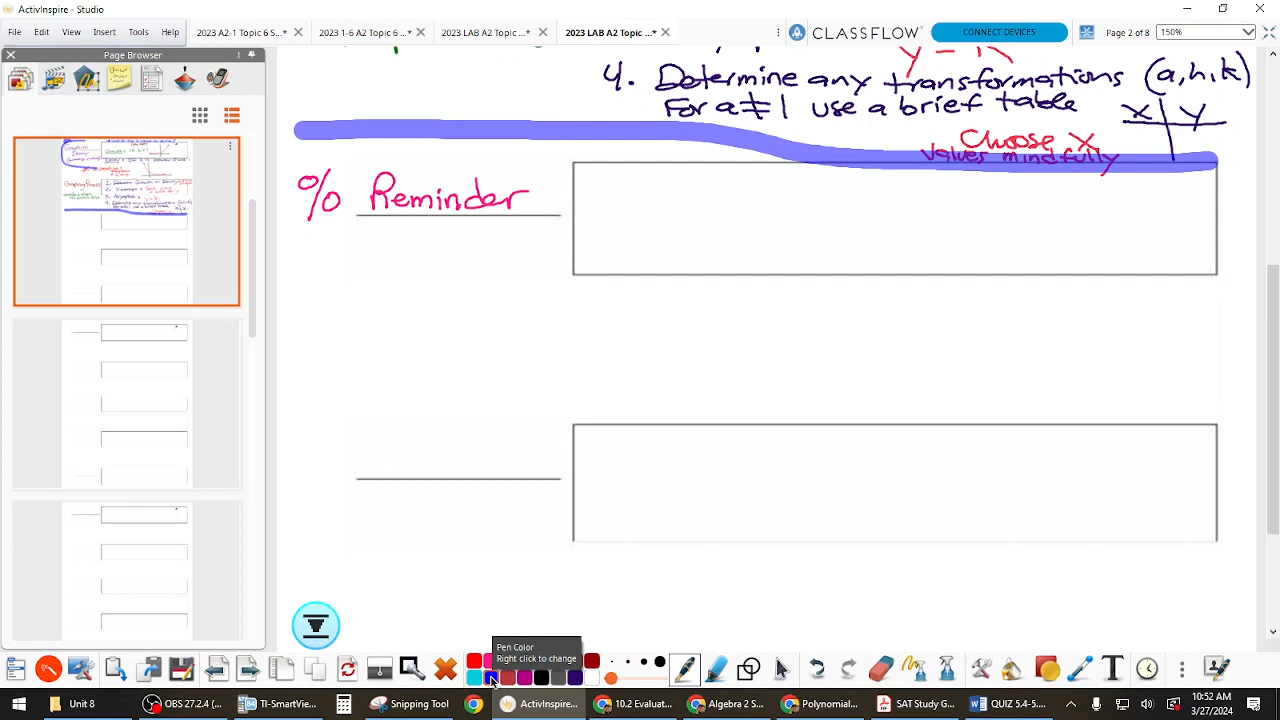 ActivInspire - Studio
File Edit View Insert Tools Help
2023 A2-1 Topic 6 S...*
2023 1-6 A2 Topic 6 ...*
2023 LAB A2 Topic ...*
2023 LAB A2 Topic ...*
CLASSFLOW
CONNECT DEVICES
Page 2 of 8
150%
Page Browser
4. Determine any transformations (a,h,k)
For a≠1 use a brief table
x y
Choose X
values mindfully
% Reminder
Pen Color
Right click to change
Unit 8
OBS 27.2.4 (...
TI-SmartVie...
Snipping Tool
ActivInspire...
10.2 Evaluat...
Algebra 2 S...
Polynomial...
SAT Study G...
QUIZ 5.4-5....
10:52 AM
3/27/2024